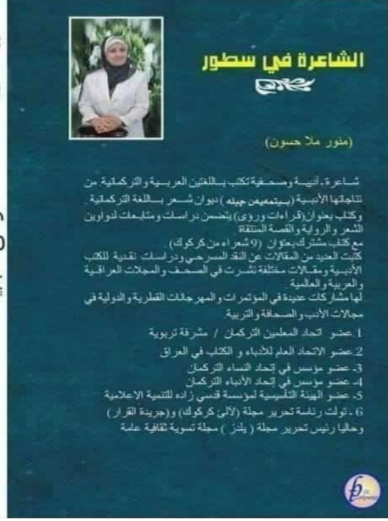 الشاعرة في سطور
(منور ملا حسون)
شاعرة - أديبة وصحفية تكتب باللغتين العربية والتركمانية. من
نتاجاتها الأدبية (بيتميين جيله) ديوان شعر باللغة التركمانية.
وكتاب بعنوان (قراءات ورؤى) يتضمن دراسات ومتابعات لدواوين
الشعر والرواية والقصة المنتقاة.
مع كتاب مشترك بعنوان (9 شعراء من كركوك).
كتبت العديد من المقالات عن النقد المسرحي ودراسات نقدية للكتب
الأدبية ومقالات مختلفة نشرت في الصحف والمجلات العراقية
والعربية والعالمية.
لها مشاركات عديدة في المؤتمرات والمهرجانات القطرية والدولية في
مجالات الأدب والصحافة والتربية.
1. عضو اتحاد المعلمين التركمان / مشرفة تربوية
2. عضو الاتحاد العام للأدباء و الكتاب في العراق
3- عضو مؤسس في إتحاد النساء التركمان
4- عضو مؤسس في إتحاد الأدباء التركمان
5- عضو الهيئة التأسيسية لمؤسسة قدسي زاده للتنمية الاعلامية
6 - تولت رئاسة تحرير مجلة (لآلئ كركوك) و (جريدة القرار)
وحاليا رئيس تحرير مجلة (يلدز) مجلة نسوية ثقافية عامة